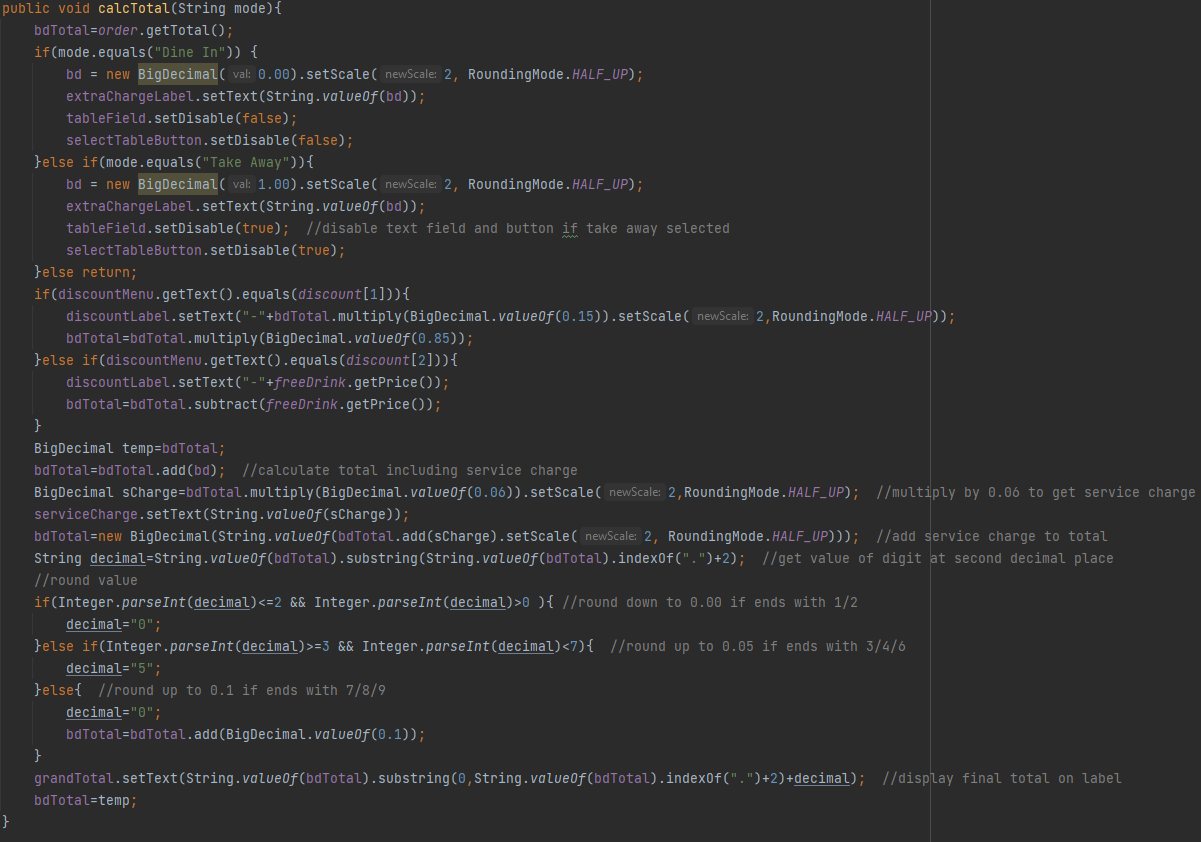 public void calcTotal(String mode){
    bdTotal=order.getTotal();
    if(mode.equals("Dine In")) {
        bd = new BigDecimal( val: 0.00).setScale( newScale: 2, RoundingMode.HALF_UP);
        extraChargeLabel.setText(String.valueOf(bd));
        tableField.setDisable(false);
        selectTableButton.setDisable(false);
    }else if(mode.equals("Take Away")){
        bd = new BigDecimal( val: 1.00).setScale( newScale: 2, RoundingMode.HALF_UP);
        extraChargeLabel.setText(String.valueOf(bd));
        tableField.setDisable(true);  //disable text field and button if take away selected
        selectTableButton.setDisable(true);
    }else return;
    if(discountMenu.getText().equals(discount[1])){
        discountLabel.setText("-"+bdTotal.multiply(BigDecimal.valueOf(0.15)).setScale( newScale: 2,RoundingMode.HALF_UP));
        bdTotal=bdTotal.multiply(BigDecimal.valueOf(0.85));
    }else if(discountMenu.getText().equals(discount[2])){
        discountLabel.setText("-"+freeDrink.getPrice());
        bdTotal=bdTotal.subtract(freeDrink.getPrice());
    }
    BigDecimal temp=bdTotal;
    bdTotal=bdTotal.add(bd);  //calculate total including service charge
    BigDecimal sCharge=bdTotal.multiply(BigDecimal.valueOf(0.06)).setScale( newScale: 2,RoundingMode.HALF_UP);  //multiply by 0.06 to get service charge
    serviceCharge.setText(String.valueOf(sCharge));
    bdTotal=new BigDecimal(String.valueOf(bdTotal.add(sCharge).setScale( newScale: 2, RoundingMode.HALF_UP)));  //add service charge to total
    String decimal=String.valueOf(bdTotal).substring(String.valueOf(bdTotal).indexOf(".")+2);  //get value of digit at second decimal place
    //round value
    if(Integer.parseInt(decimal)<=2 && Integer.parseInt(decimal)>0 ){ //round down to 0.00 if ends with 1/2
        decimal="0";
    }else if(Integer.parseInt(decimal)>=3 && Integer.parseInt(decimal)<7){  //round up to 0.05 if ends with 3/4/6
        decimal="5";
    }else{  //round up to 0.1 if ends with 7/8/9
        decimal="0";
        bdTotal=bdTotal.add(BigDecimal.valueOf(0.1));
    }
    grandTotal.setText(String.valueOf(bdTotal).substring(0,String.valueOf(bdTotal).indexOf(".")+2)+decimal);  //display final total on label
    bdTotal=temp;
}